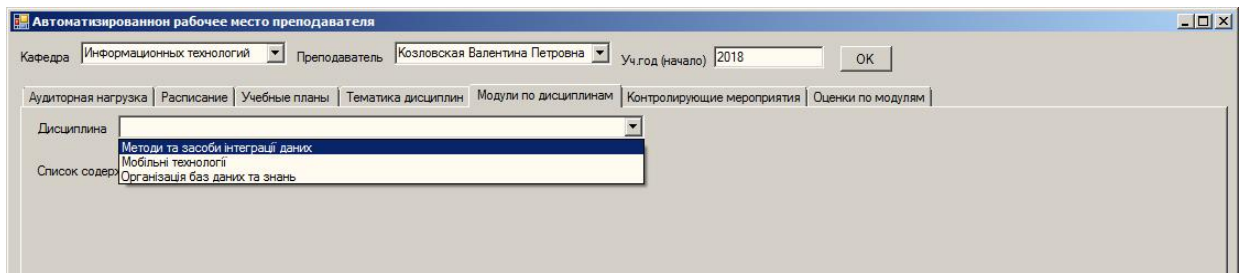 Автоматизированнон рабочее место преподавателя
Кафедра Информационных технологий Преподаватель Козловская Валентина Петровна Уч.год (начало) 2018 OK
Аудиторная нагрузка Расписание Учебные планы Тематика дисциплин Модули по дисциплинам Контролирующие мероприятия Оценки по модулям
Дисциплина
Методи та засоби інтеграції даних
Мобільні технології
Список
Організація баз даних та знань